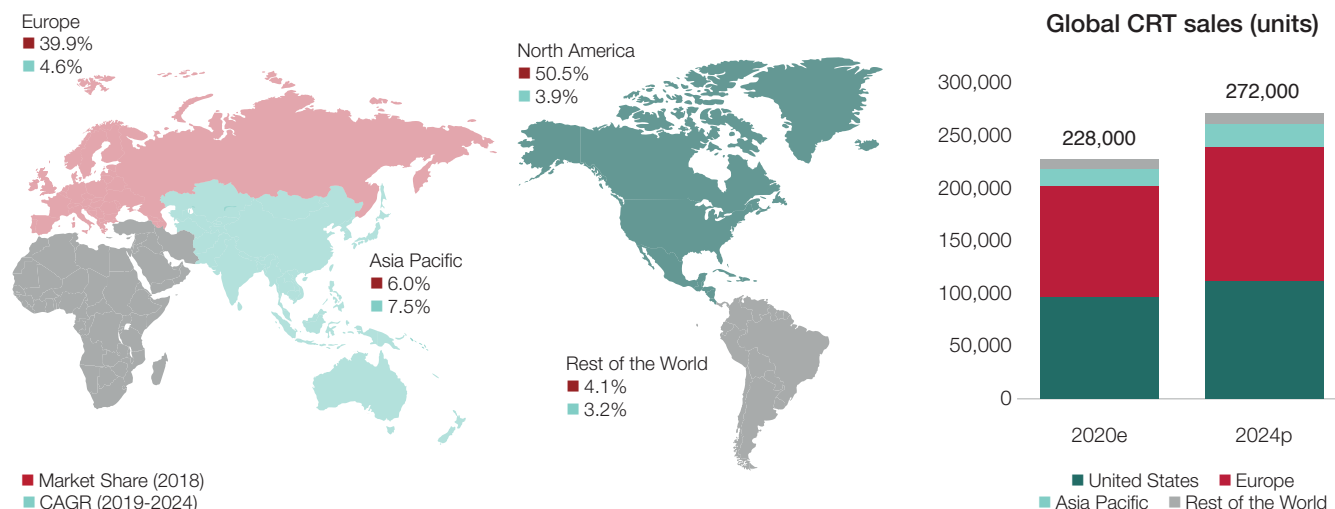 Europe
39.9%
4.6%
North America
50.5%
3.9%
Asia Pacific
6.0%
7.5%
Rest of the World
4.1%
3.2%
Market Share (2018)
CAGR (2019-2024)
Global CRT sales (units)
300,000
250,000
200,000
150,000
100,000
50,000
0
228,000
272,000
2020e
2024p
United States
Europe
Asia Pacific
Rest of the World